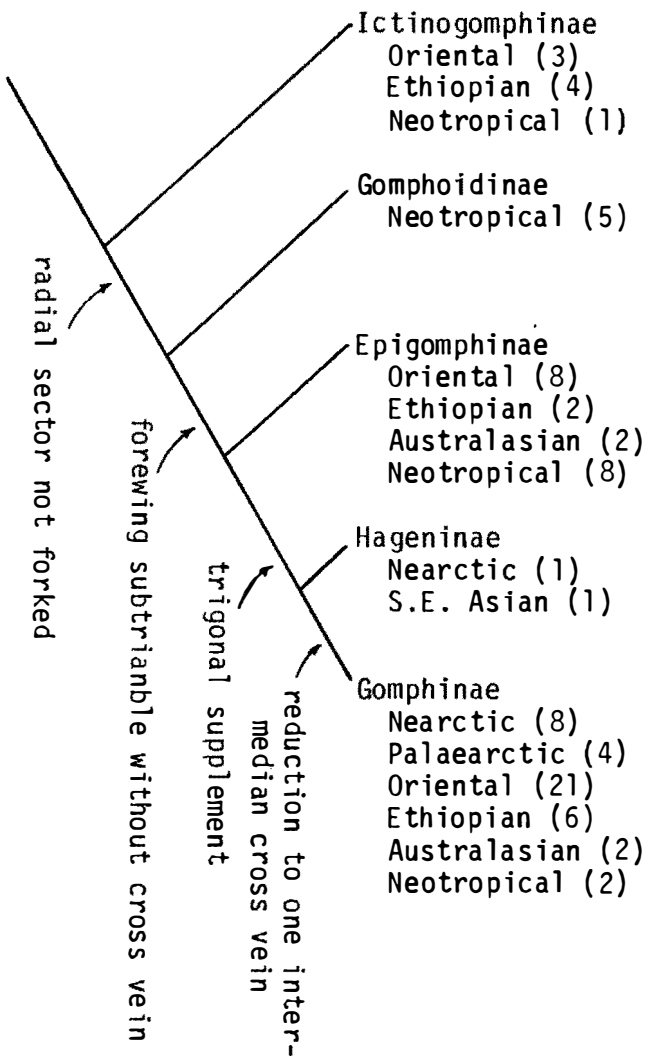 Ictinogomphinae
Oriental (3)
Ethiopian (4)
Neotropical (1)
Gomphoidinae
Neotropical (5)
Epigomphinae
Oriental (8)
Ethiopian (2)
Australasian (2)
Neotropical (8)
Hageninae
Nearctic (1)
S.E. Asian (1)
Gomphinae
Nearctic (8)
Palaearctic (4)
Oriental (21)
Ethiopian (6)
Australasian (2)
Neotropical (2)
radial sector not forked
forewing subtrianble without cross vein
trigonal supplement
reduction to one inter-
median cross vein